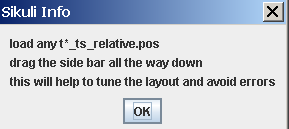 Sikuli Info
load any t*_ts_relative.pos
drag the side bar all the way down
this will help to tune the layout and avoid errors
OK